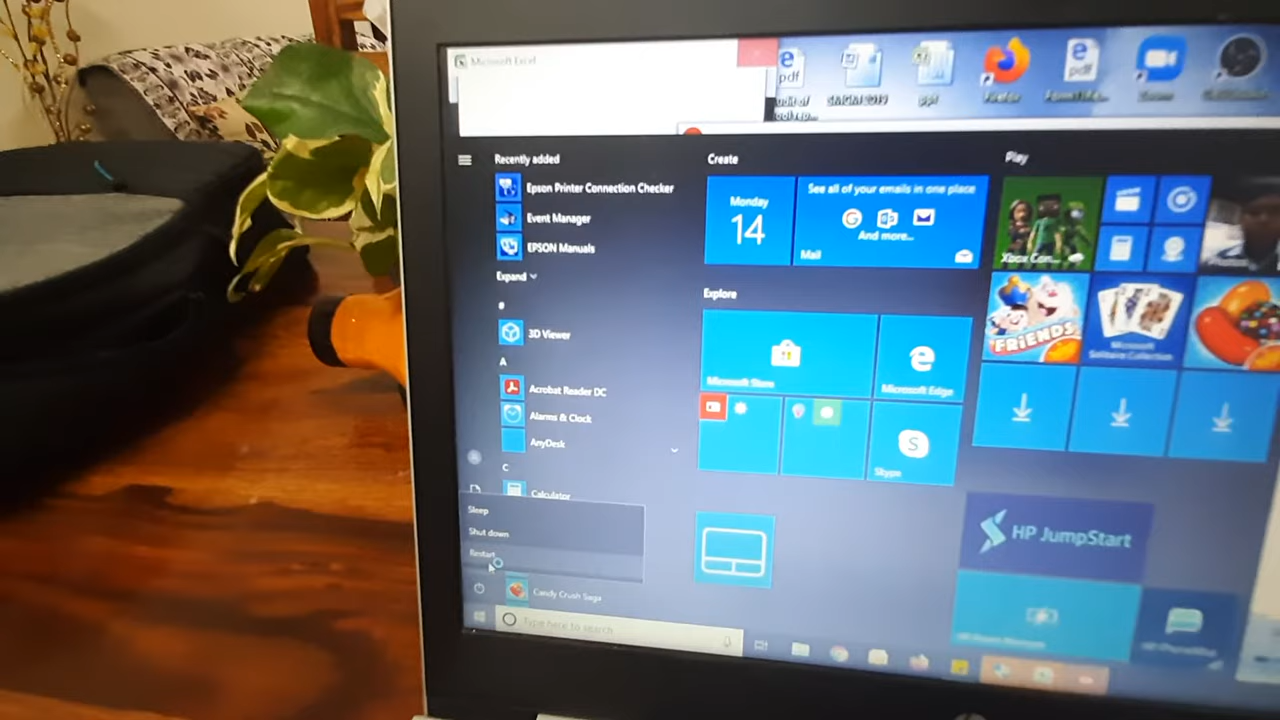 Microsoft Excel
pdf
SMGM 2019
ppt
Firefox
pdf
Zoom
Recently added
Epson Printer Connection Checker
Event Manager
EPSON Manuals
Expand
#
3D Viewer
A
Acrobat Reader DC
Alarms & Clock
AnyDesk
C
Calculator
Sleep
Shut down
Restart
Candy Crush Saga
Type here to search
Create
Monday
14
See all of your emails in one place
And more...
Mail
Explore
Microsoft Store
Microsoft Edge
Skype
Play
Xbox Con...
FRiENDS
Microsoft
Solitaire Collection
HP JumpStart